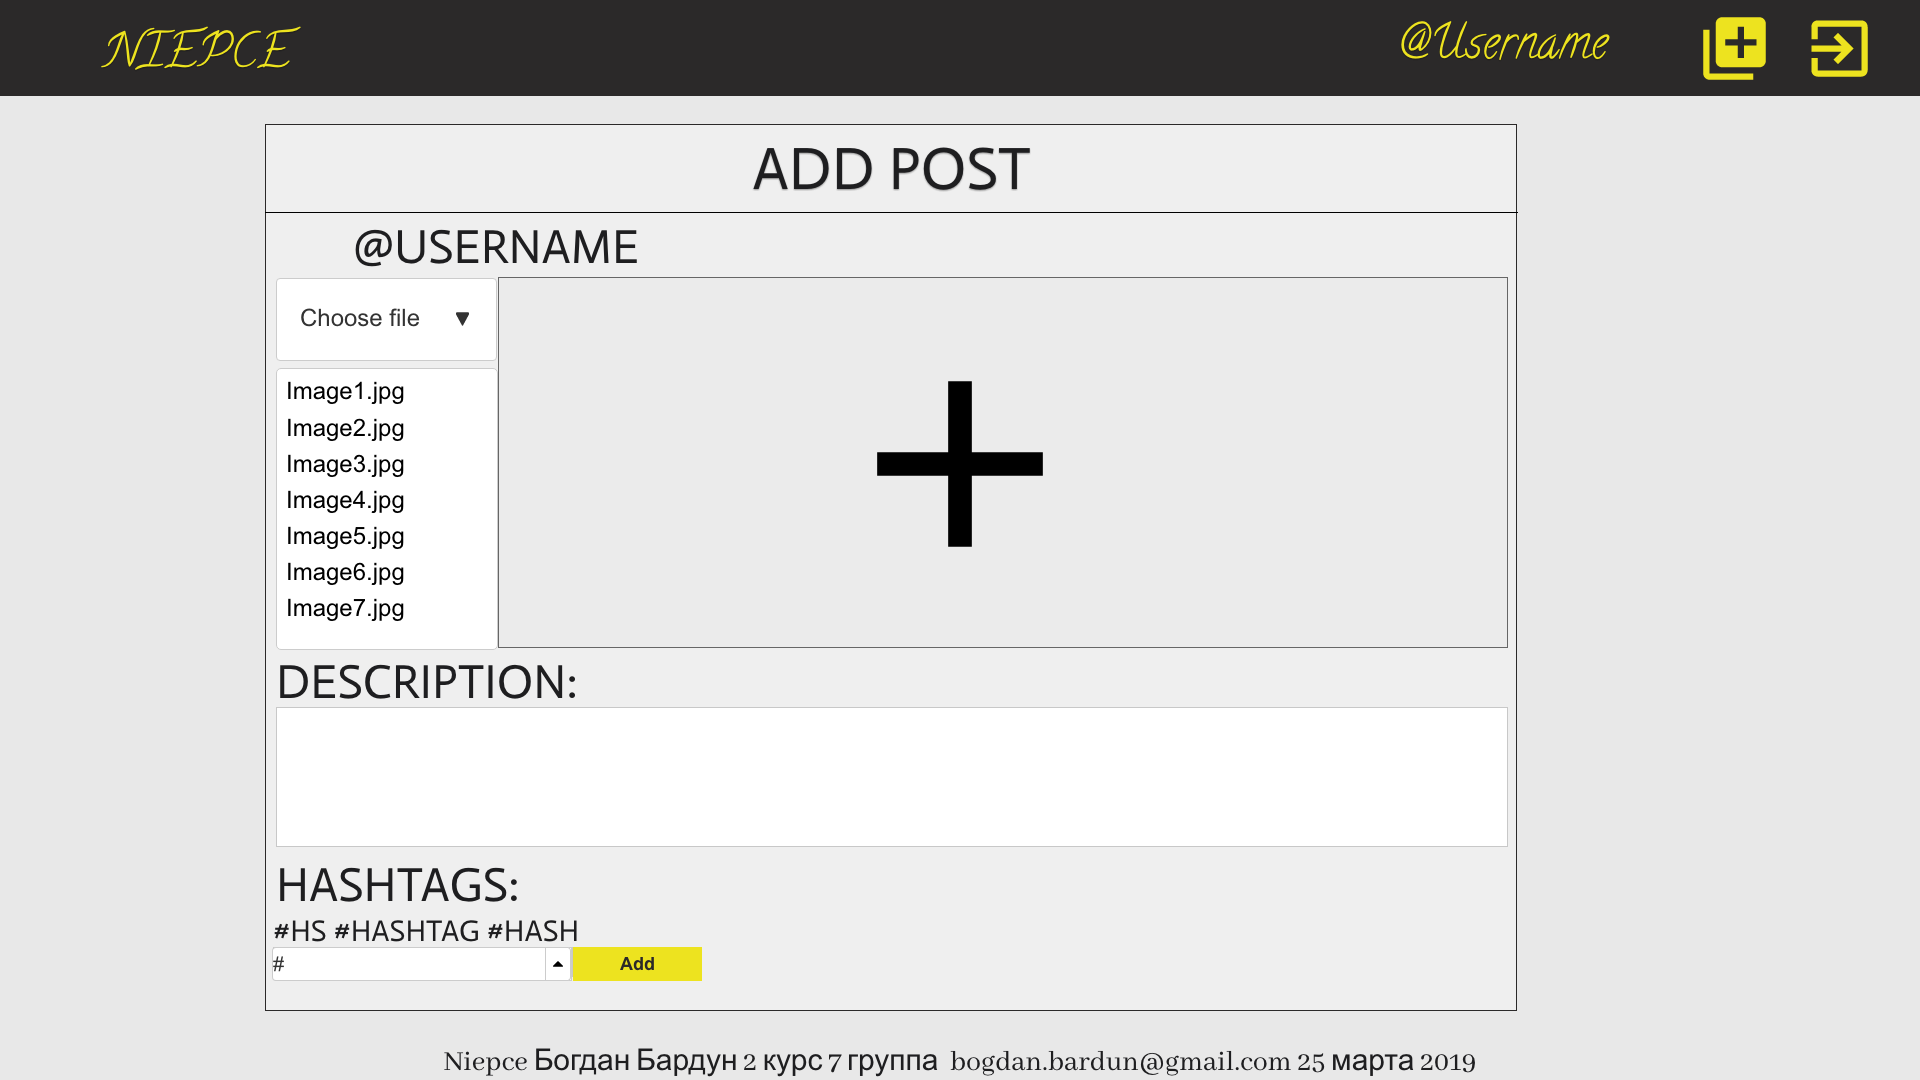 NIEPCE
@Username
ADD POST
@USERNAME
Choose file
Image1.jpg
Image2.jpg
Image3.jpg
Image4.jpg
Image5.jpg
Image6.jpg
Image7.jpg
DESCRIPTION:
HASHTAGS:
#HS #HASHTAG #HASH
#
Add
Niepce Богдан Бардун 2 курс 7 группа bogdan.bardun@gmail.com 25 марта 2019